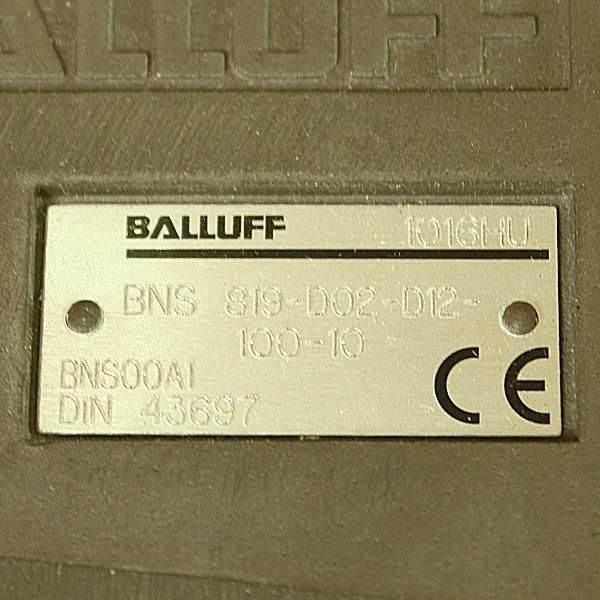 BALLUFF
BALLUFF 1016HU
BNS 819-D02-D12-
100-10
BNS00A1
DIN 43697
CE